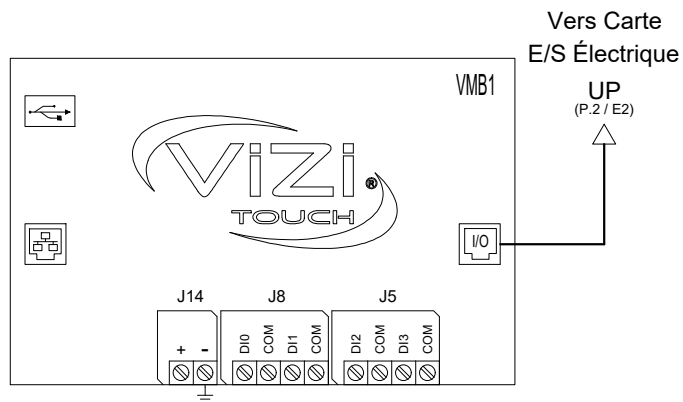 Vers Carte
E/S Électrique
UP
(P.2 / E2)
VMB1
ViZi®
TOUCH
I/O
J14 J8 J5
+ - DI0 COM DI1 COM DI2 COM DI3 COM